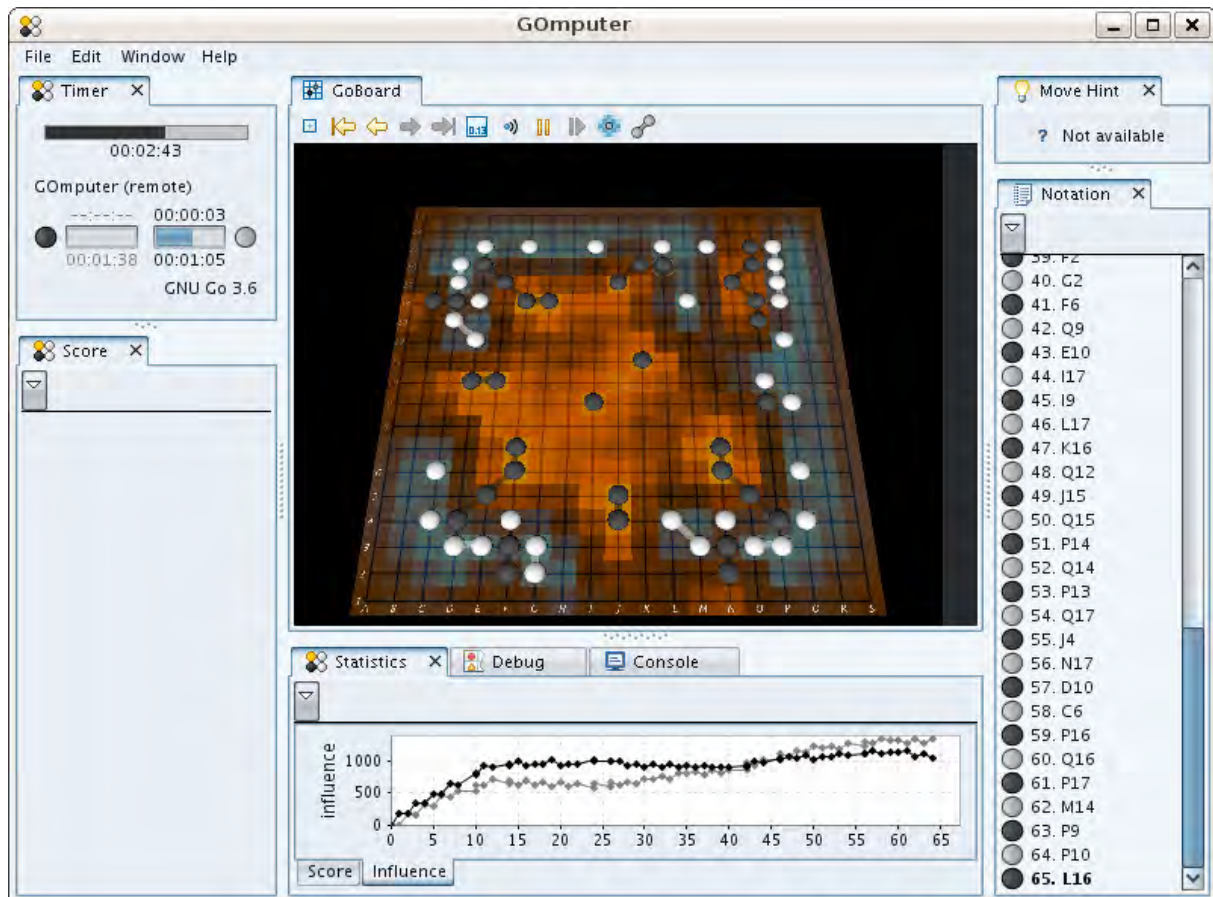 GOmputer
File Edit Window Help
Timer
00:02:43
GOmputer (remote)
--:--:-- 00:00:03
00:01:38 00:01:05
GNU Go 3.6
Score
GoBoard
0.13
Statistics Debug Console
influence
1000
500
0
0 5 10 15 20 25 30 35 40 45 50 55 60 65
Score Influence
Move Hint
? Not available
Notation
39. F2
40. G2
41. F6
42. Q9
43. E10
44. I17
45. I9
46. L17
47. K16
48. Q12
49. J15
50. Q15
51. P14
52. Q14
53. P13
54. Q17
55. J4
56. N17
57. D10
58. C6
59. P16
60. Q16
61. P17
62. M14
63. P9
64. P10
65. L16